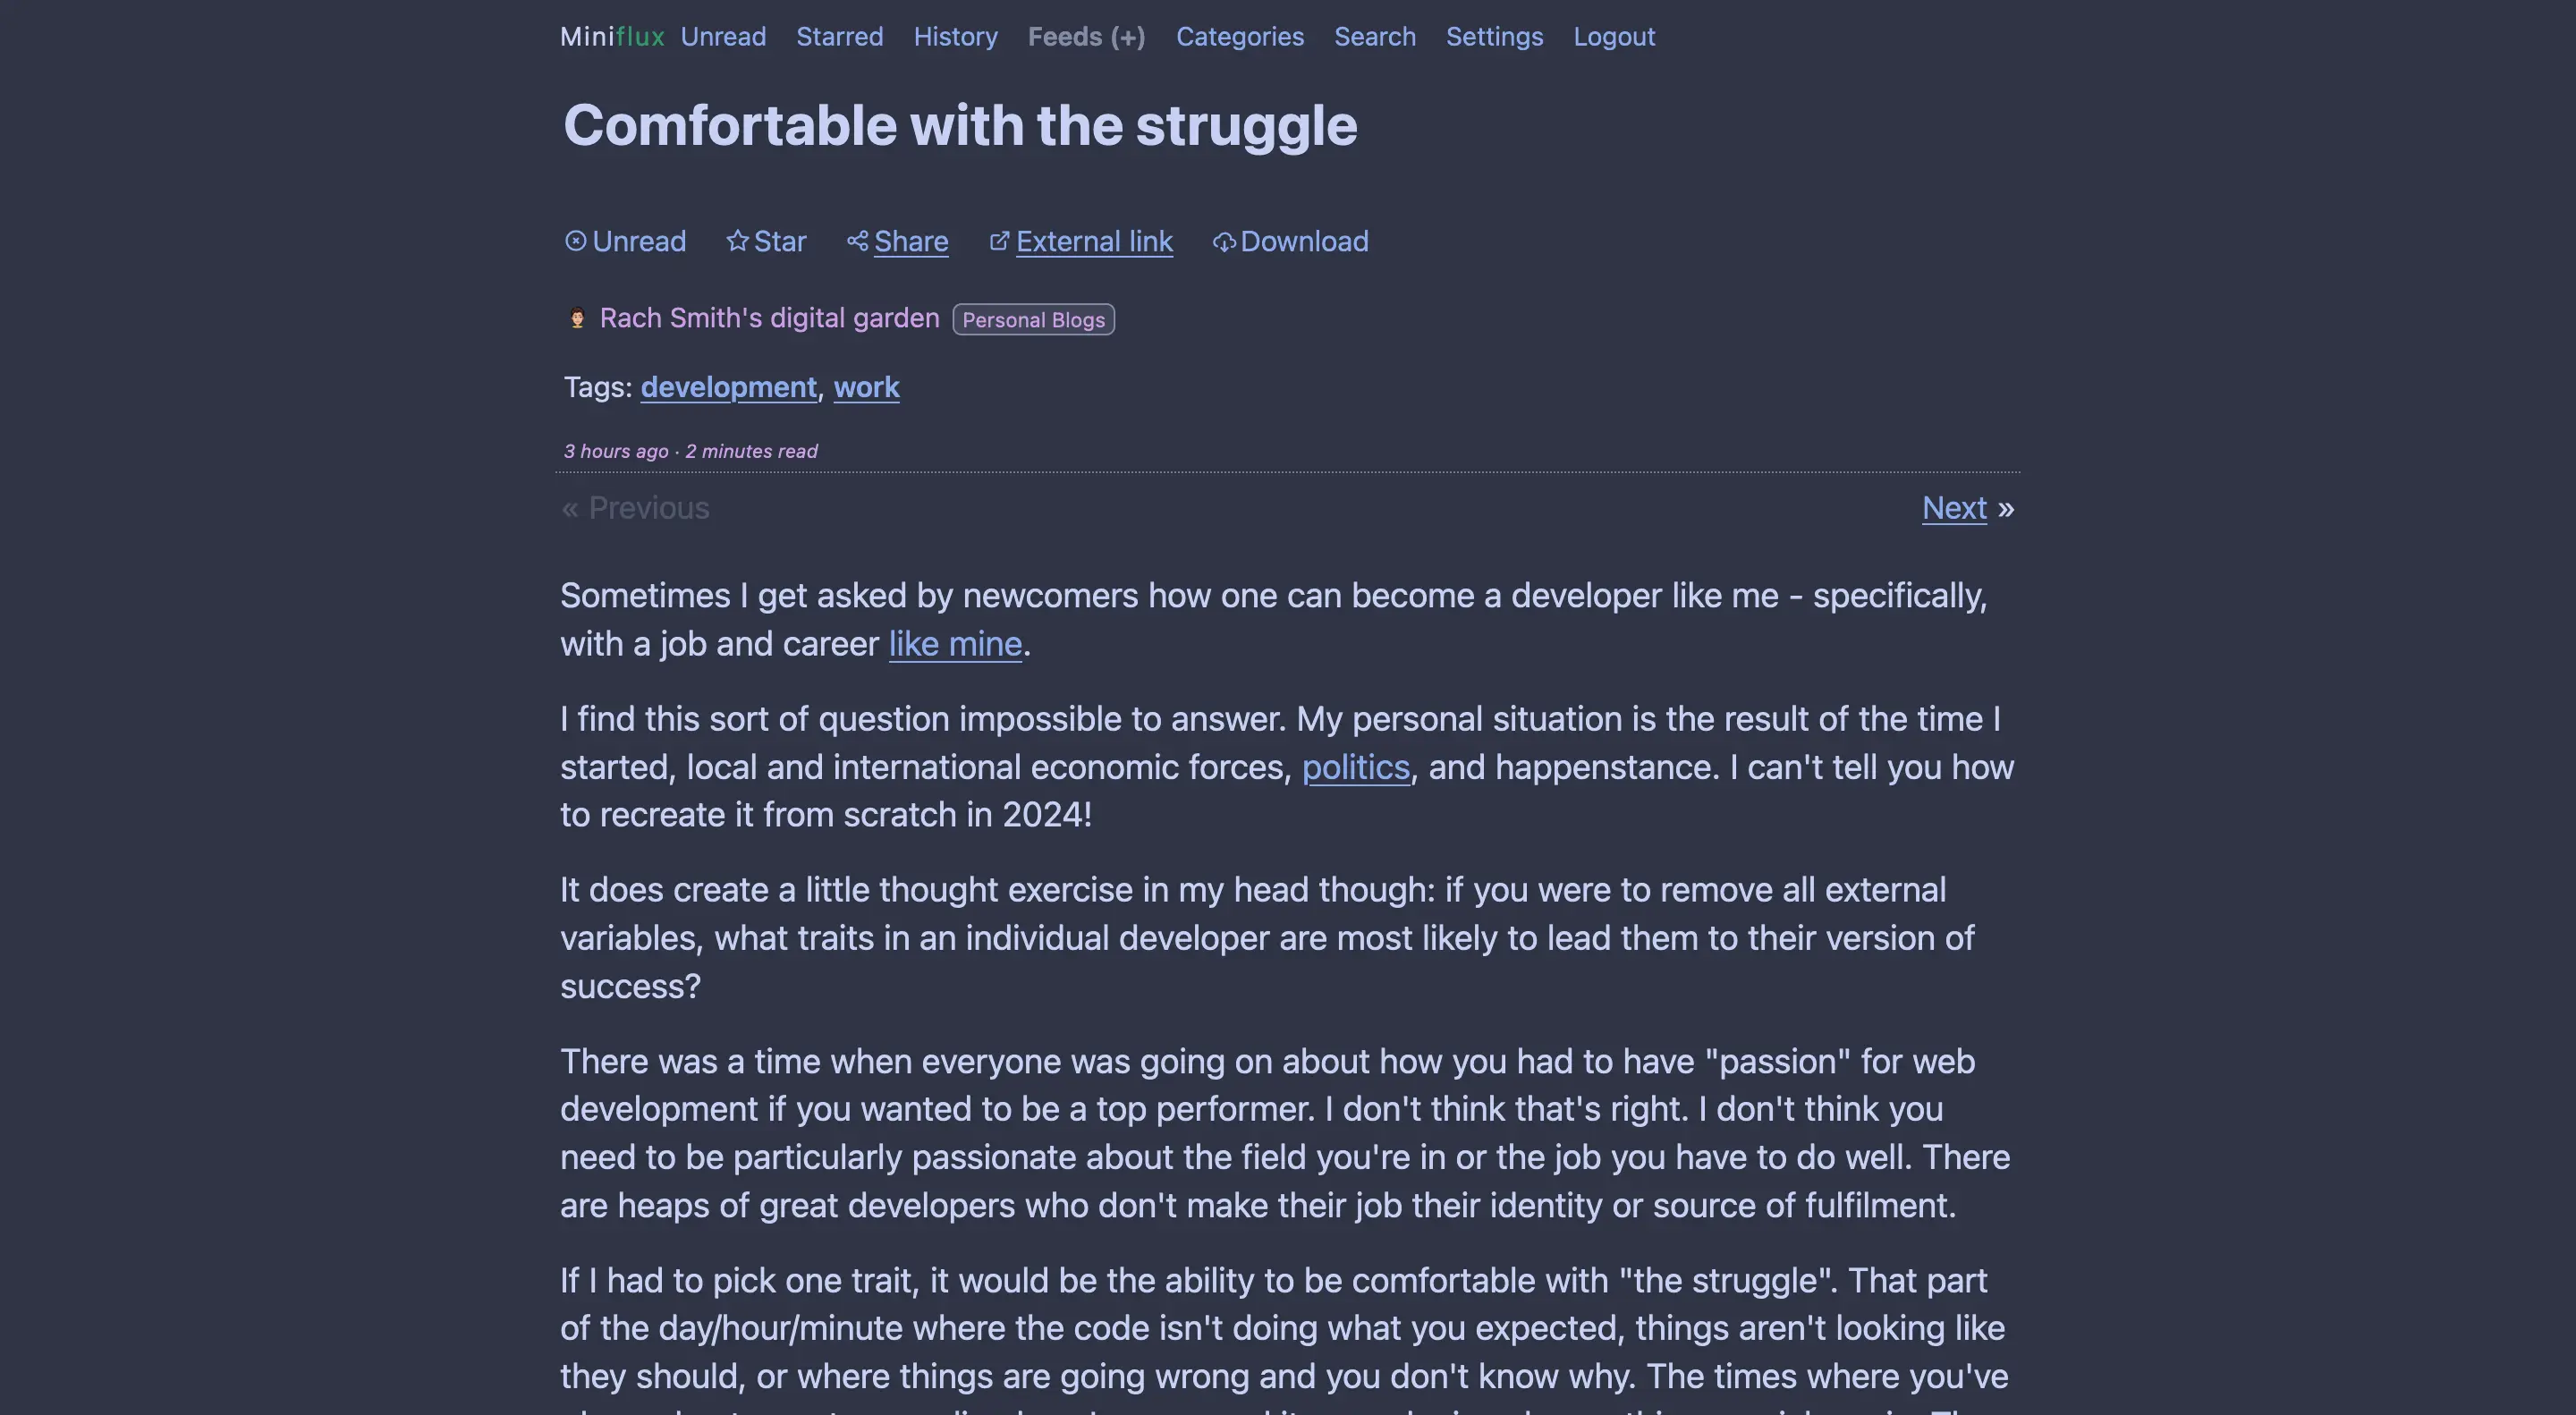 Miniflux Unread Starred History Feeds (+) Categories Search Settings Logout
Comfortable with the struggle
Unread Star Share External link Download
Rach Smith's digital garden Personal Blogs
Tags: development, work
3 hours ago · 2 minutes read
« Previous Next »
Sometimes I get asked by newcomers how one can become a developer like me - specifically,
with a job and career like mine.
I find this sort of question impossible to answer. My personal situation is the result of the time I
started, local and international economic forces, politics, and happenstance. I can't tell you how
to recreate it from scratch in 2024!
It does create a little thought exercise in my head though: if you were to remove all external
variables, what traits in an individual developer are most likely to lead them to their version of
success?
There was a time when everyone was going on about how you had to have "passion" for web
development if you wanted to be a top performer. I don't think that's right. I don't think you
need to be particularly passionate about the field you're in or the job you have to do well. There
are heaps of great developers who don't make their job their identity or source of fulfilment.
If I had to pick one trait, it would be the ability to be comfortable with "the struggle". That part
of the day/hour/minute where the code isn't doing what you expected, things aren't looking like
they should, or where things are going wrong and you don't know why. The times where you've